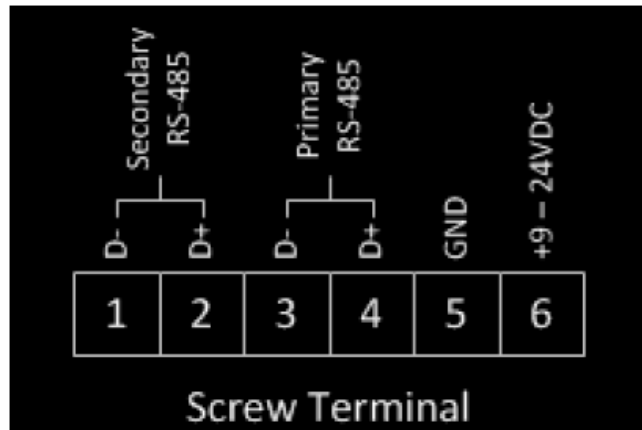 Secondary
RS-485
Primary
RS-485
D-
D+
D-
D+
GND
+9 – 24VDC
1 2 3 4 5 6
Screw Terminal